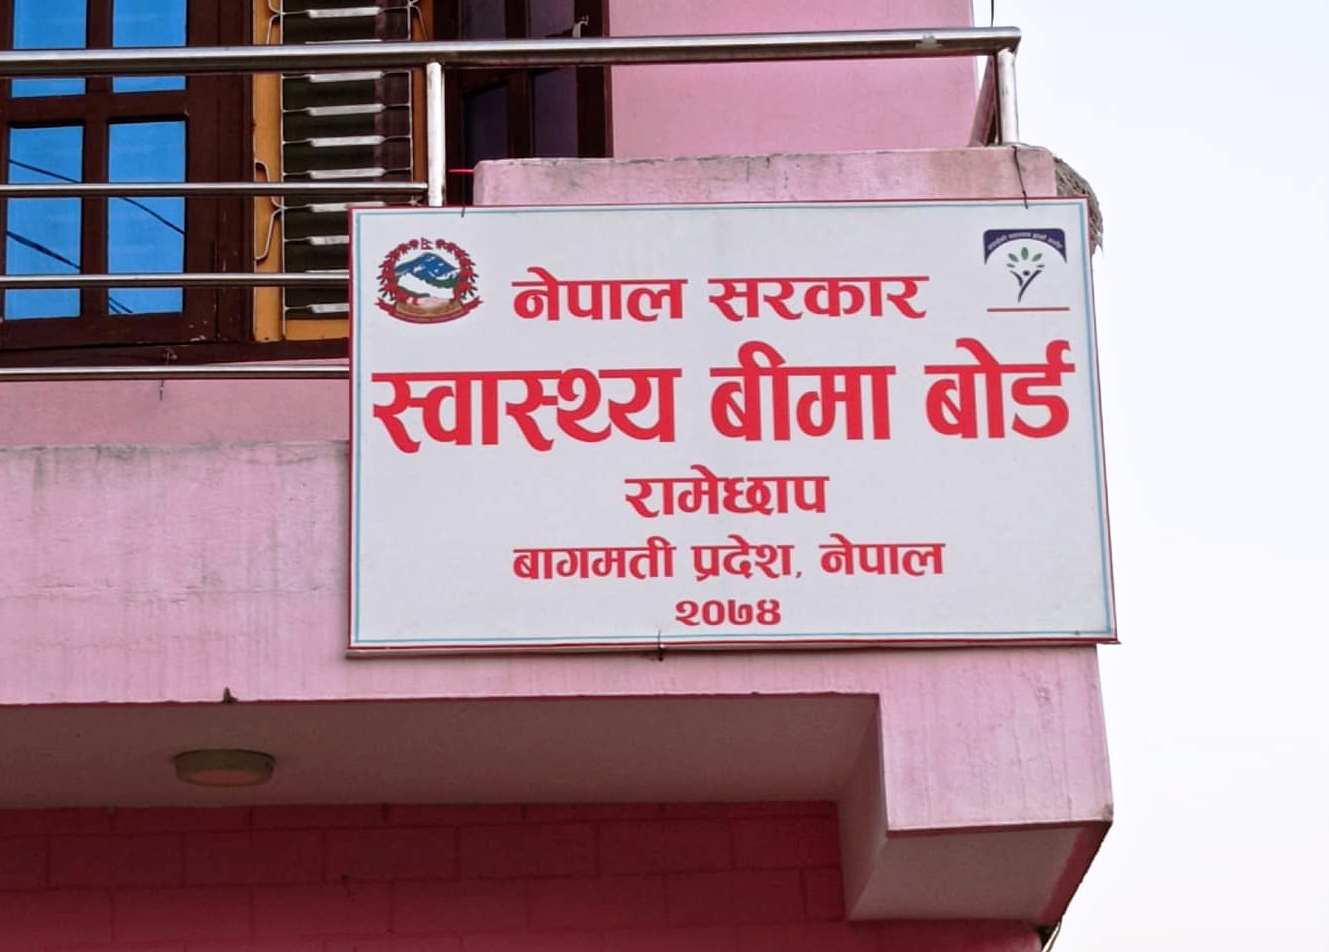 नेपाल सरकार
स्वास्थ्य बीमा बोर्ड
रामेछाप
बागमती प्रदेश, नेपाल
२०७४